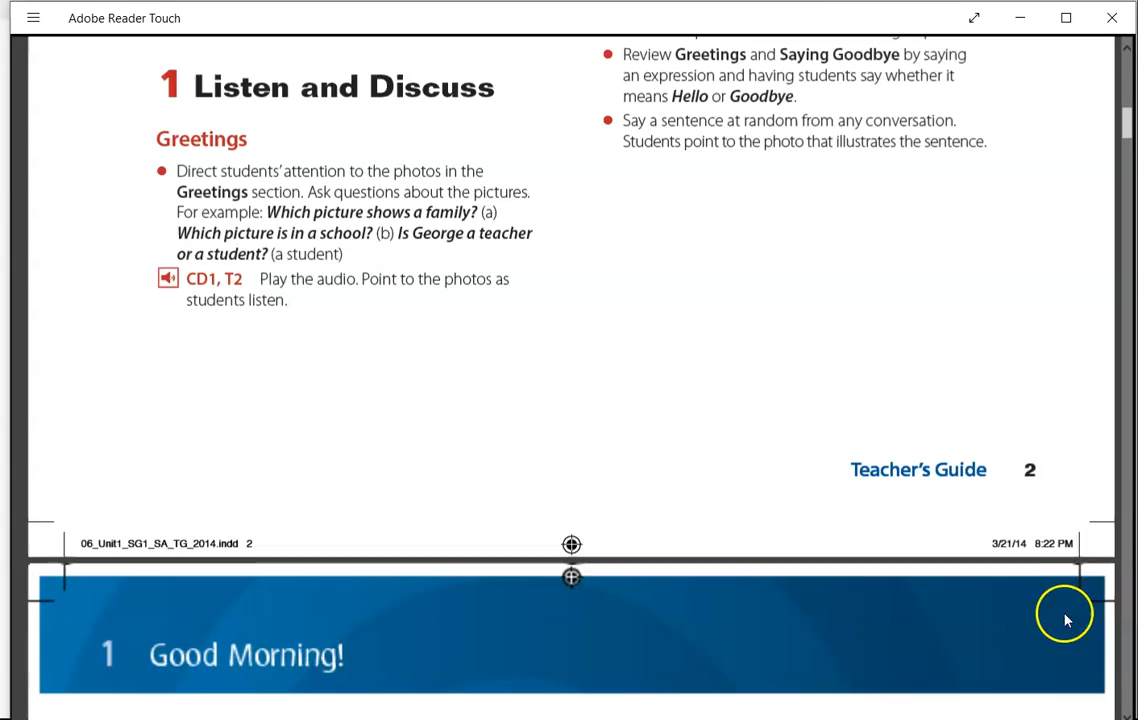 Adobe Reader Touch
1 Listen and Discuss
Greetings
• Direct students' attention to the photos in the
Greetings section. Ask questions about the pictures.
For example: Which picture shows a family? (a)
Which picture is in a school? (b) Is George a teacher
or a student? (a student)
CD1, T2 Play the audio. Point to the photos as
students listen.
• Review Greetings and Saying Goodbye by saying
an expression and having students say whether it
means Hello or Goodbye.
• Say a sentence at random from any conversation.
Students point to the photo that illustrates the sentence.
Teacher's Guide 2
06_Unit1_SG1_SA_TG_2014.indd 2
3/21/14 8:22 PM
1 Good Morning!